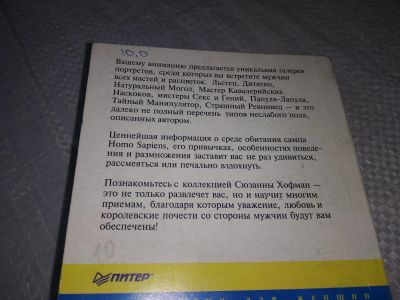 10.0
Вашему вниманию предлагается уникальная галерея
портретов, среди которых вы встретите мужчин
всех мастей и расцветок. Льстец, Дитятко,
Натуральный Могол, Мастер Кавалерийских
Наскоков, мистеры Секс и Гений, Папуля-Лапуля,
Тайный Манипулятор, Страшный Ревнивец — и это
далеко не полный перечень типов неслабого пола,
описанных автором.
Ценнейшая информация о среде обитания самца
Homo Sapiens, его привычках, особенностях поведе-
ния и размножения заставит вас не раз удивиться,
рассмеяться или печально вздохнуть.
Познакомьтесь с коллекцией Сюзанны Хофман —
это не только развлечет вас, но и научит многим
приемам, благодаря которым уважение, любовь и
королевские почести со стороны мужчин будут вам
обеспечены!
10
ПИТЕР